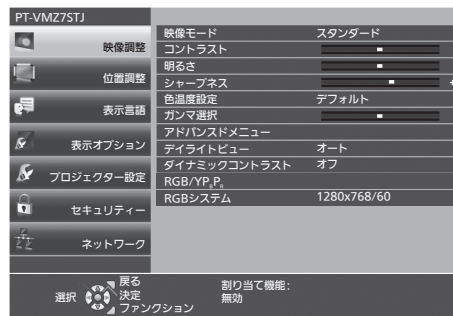 PT-VMZ7STJ
映像調整
位置調整
表示言語
表示オプション
プロジェクター設定
セキュリティー
ネットワーク
映像モード スタンダード
コントラスト
明るさ
シャープネス
色温度設定 デフォルト
ガンマ選択
アドバンスドメニュー
デイライトビュー オート
ダイナミックコントラスト オフ
RGB/YPBPR
RGBシステム 1280x768/60
戻る
選択 決定
ファンクション
割り当て機能:
無効